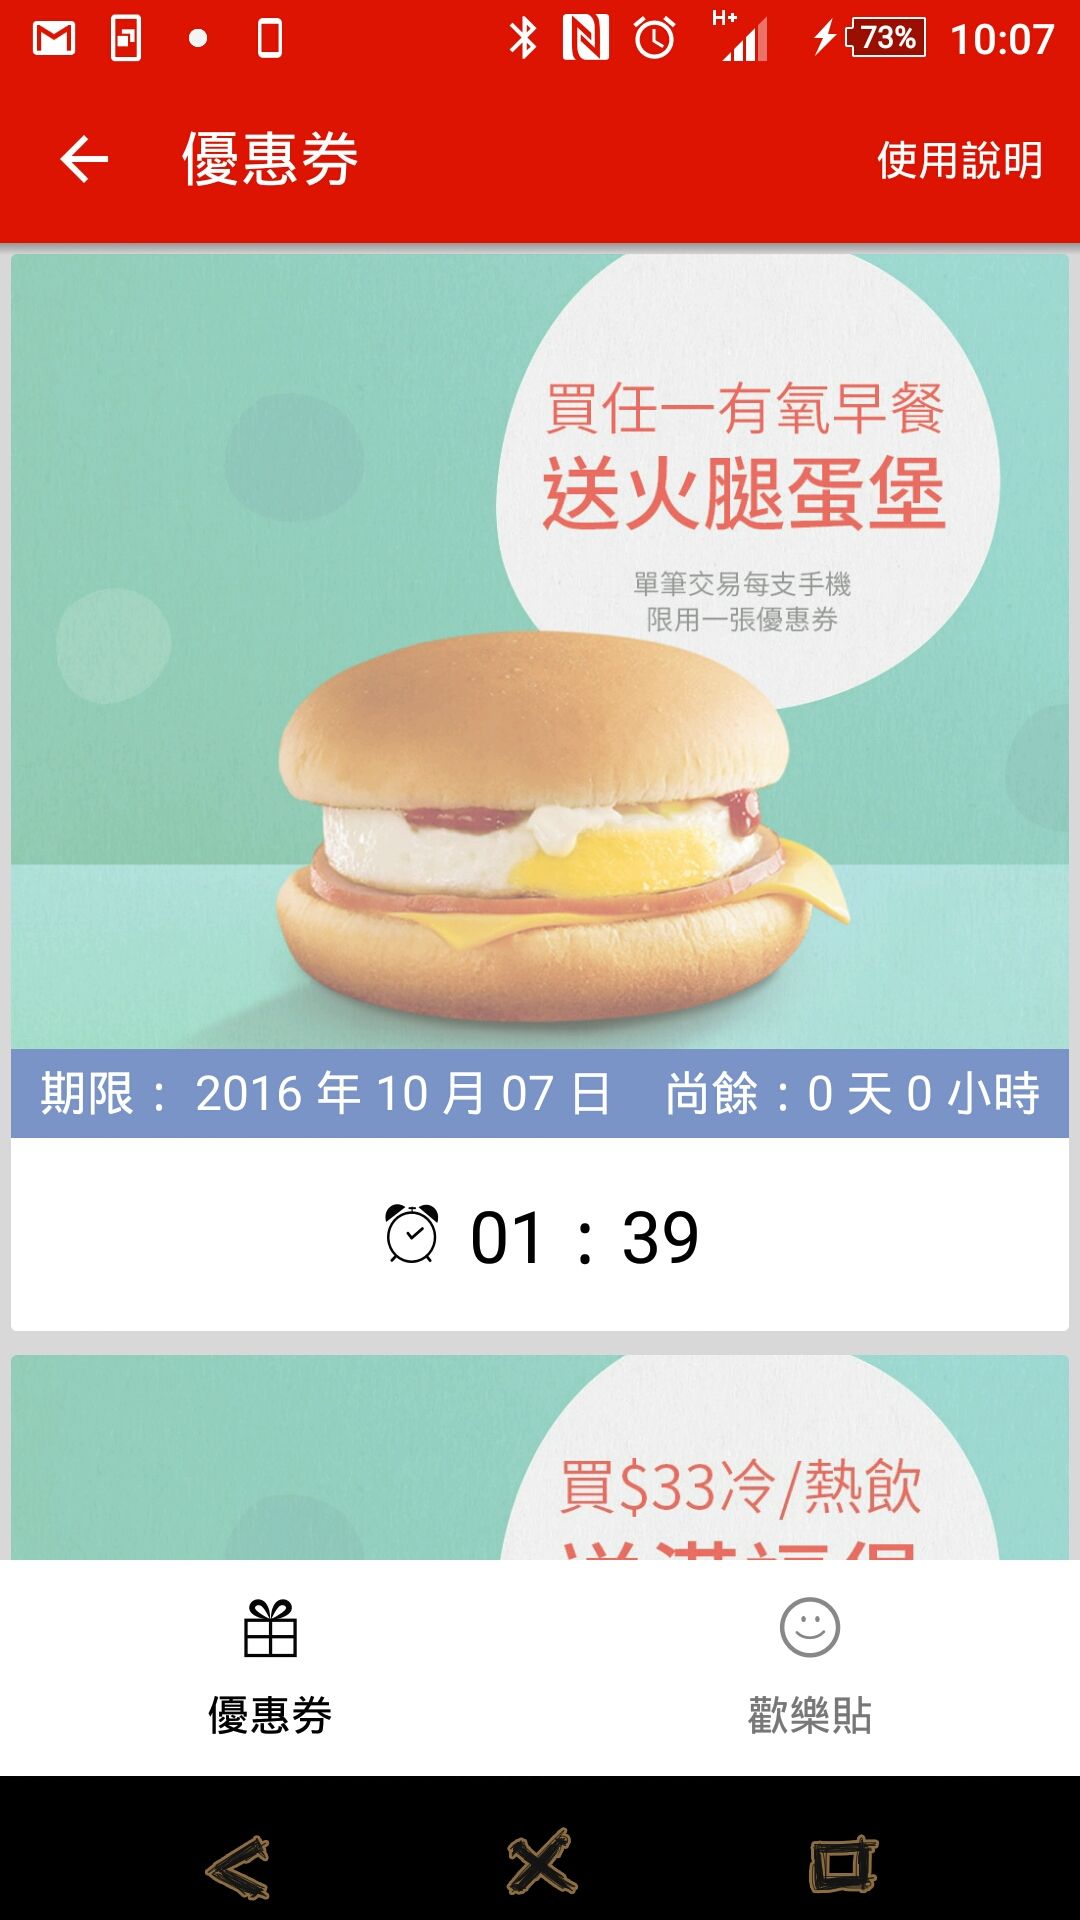 H+
73%
10:07
優惠券
使用說明
買任一有氧早餐
送火腿蛋堡
單筆交易每支手機
限用一張優惠券
期限： 2016 年 10 月 07 日 尚餘：0 天 0 小時
01 : 39
買$33冷/熱飲
優惠券
歡樂貼